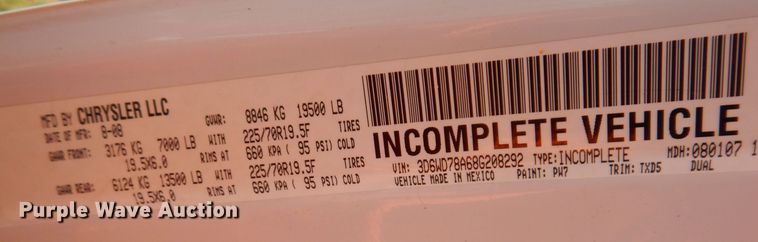 MFD BY CHRYSLER LLC
DATE OF MFR 8-08 GVWR: 8846 KG 19500 LB
GAWR FRONT: 3176 KG 7000 LB WITH 225/70R19.5F TIRES
19.5X6.0 RIMS AT 660 KPA ( 95 PSI) COLD
GAWR REAR: 6124 KG 13500 LB WITH 225/70R19.5F TIRES
19.5X6.0 RIMS AT 660 KPA ( 95 PSI) COLD
INCOMPLETE VEHICLE
VIN: 3D6WD78A68G208292 TYPE: INCOMPLETE MDH: 080107 1
VEHICLE MADE IN MEXICO PAINT: PW7 TRIM: TXD5 DUAL
Purple Wave Auction